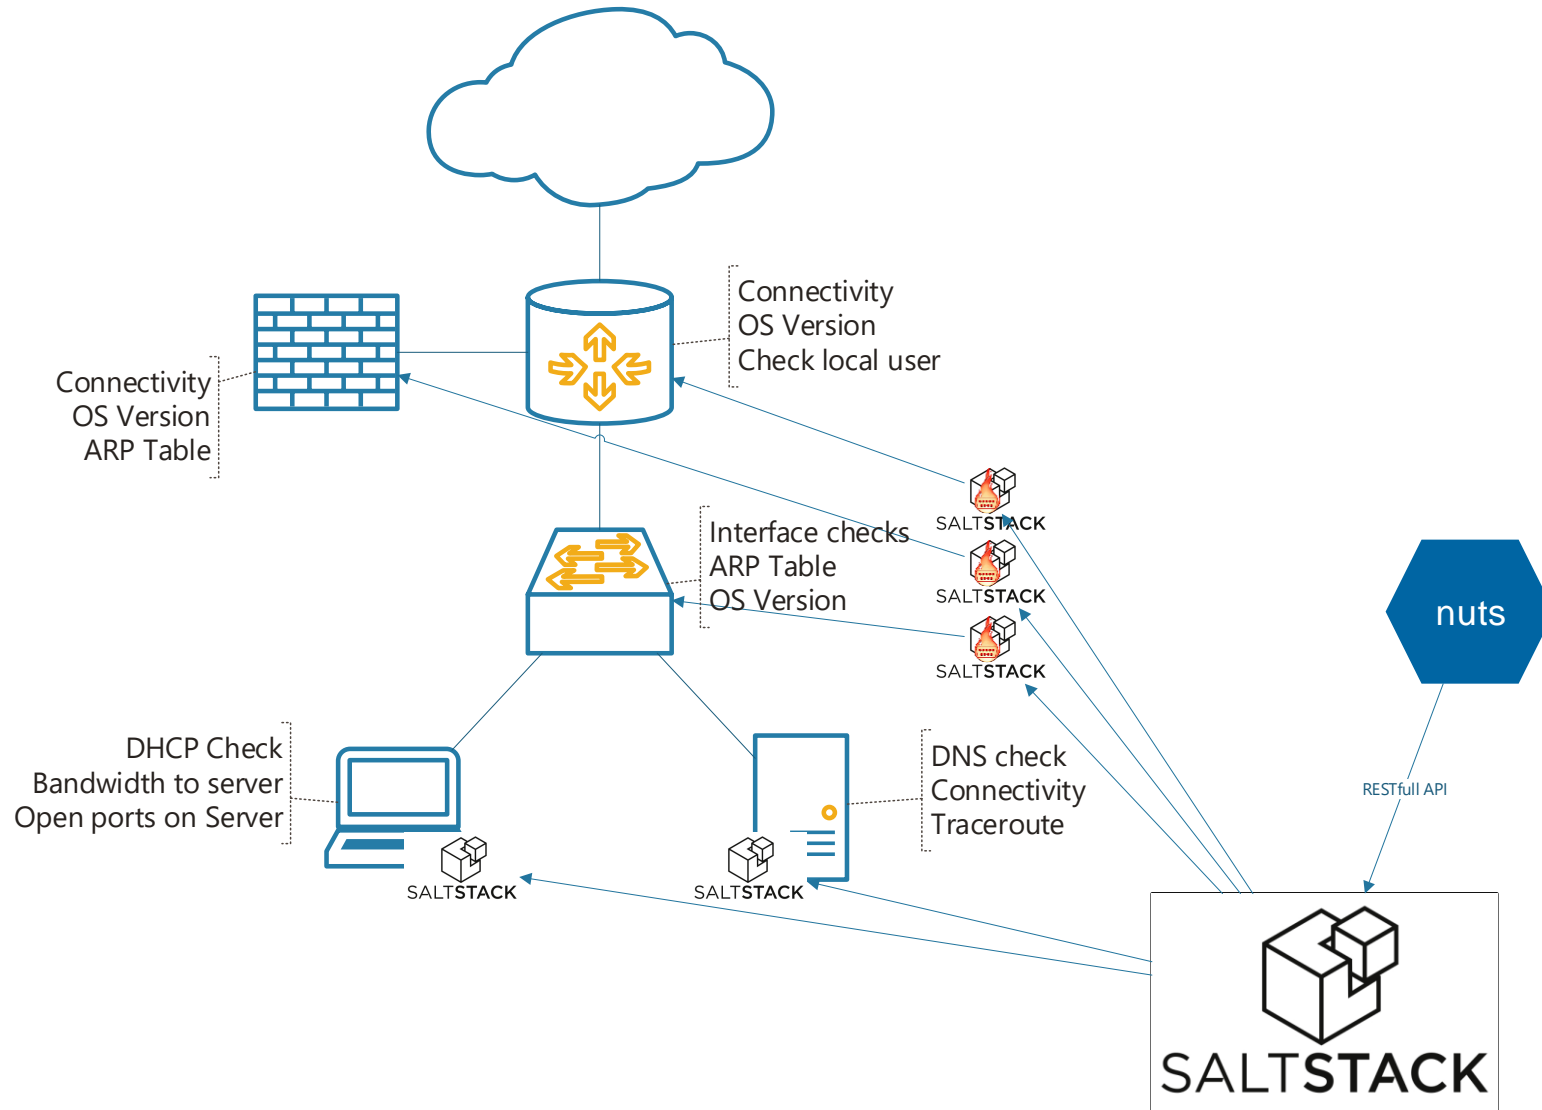 Connectivity
OS Version
Check local user
Connectivity
OS Version
ARP Table
SALTSTACK
Interface checks
ARP Table
OS Version
SALTSTACK
SALTSTACK
nuts
DHCP Check
Bandwidth to server
Open ports on Server
DNS check
Connectivity
Traceroute
RESTfull API
SALTSTACK
SALTSTACK
SALTSTACK